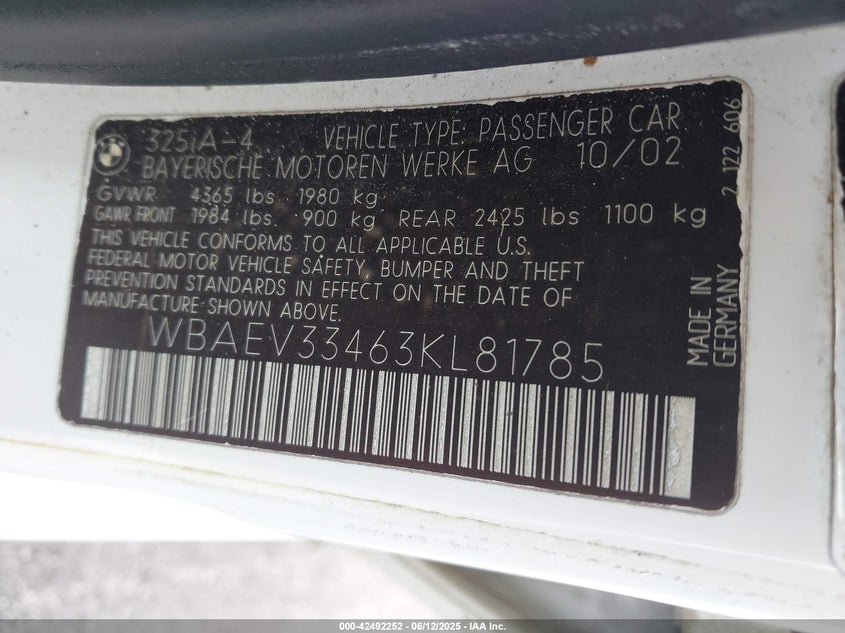 325iA-4 VEHICLE TYPE: PASSENGER CAR
BAYERISCHE MOTOREN WERKE AG 10/02
GVWR 4365 lbs 1980 kg
GAWR FRONT 1984 lbs. 900 kg REAR 2425 lbs 1100 kg
THIS VEHICLE CONFORMS TO ALL APPLICABLE U.S.
FEDERAL MOTOR VEHICLE SAFETY, BUMPER AND THEFT
PREVENTION STANDARDS IN EFFECT ON THE DATE OF
MANUFACTURE SHOWN ABOVE.
WBAEV33463KL81785
MADE IN
GERMANY
2 122 606
000-42492252 - 06/12/2025 - IAA Inc.